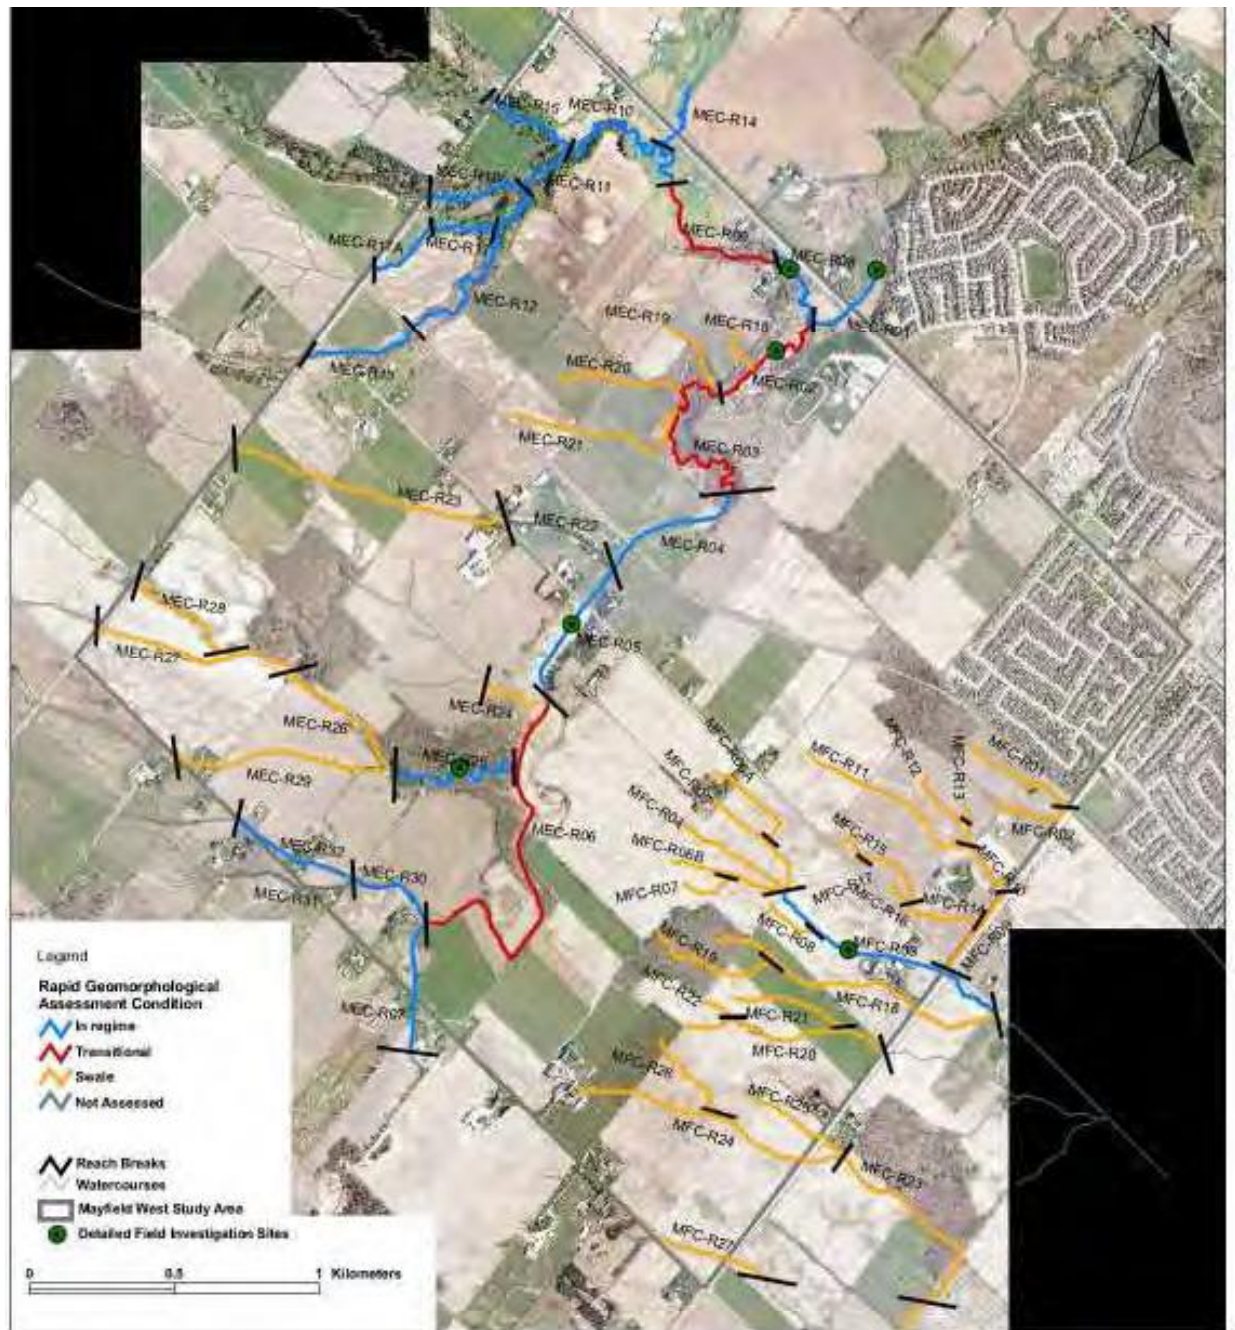 N
MEC-R15
MEC-R10
MEC-R14
MEC-R11
MEC-R17A
MEC-R12
MEC-R09
MEC-R08
MEC-R01
MEC-R19
MEC-R18
MEC-R02
MEC-R20
MEC-R21
MEC-R03
MEC-R23
MEC-R22
MEC-R04
MEC-R05
MEC-R28
MEC-R27
MEC-R24
MEC-R26
MEC-R29
MEC-R06
MEC-R30
MEC-R31
MFC-R11
MFC-R12
MFC-R13
MFC-R01
MFC-R02
MFC-R04
MFC-R15
MFC-R06B
MFC-R07
MFC-R16
MFC-R14
MFC-R08
MFC-R09
MFC-R19
MFC-R18
MFC-R22
MFC-R21
MFC-R20
MFC-R24
MFC-R23
MFC-R27
Legend
Rapid Geomorphological
Assessment Condition
In regime
Transitional
Swale
Not Assessed
Reach Breaks
Watercourses
Mayfield West Study Area
Detailed Field Investigation Sites
0 0.5 1 Kilometers